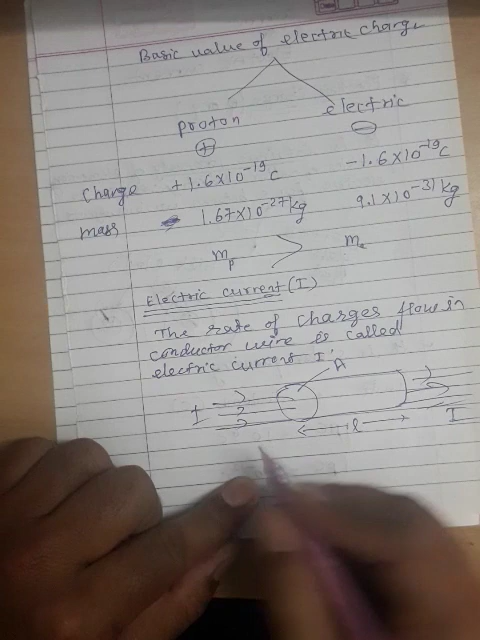 Basic value of electric charge
proton electric
⊕ ⊖
Charge +1.6×10⁻¹⁹c -1.6×10⁻¹⁹c
mass 1.67×10⁻²⁷kg 9.1×10⁻³¹kg
mₚ > mₑ
Electric current (I)
The rate of charges flow in
conductor wire is called
electric current I.
A
I l I